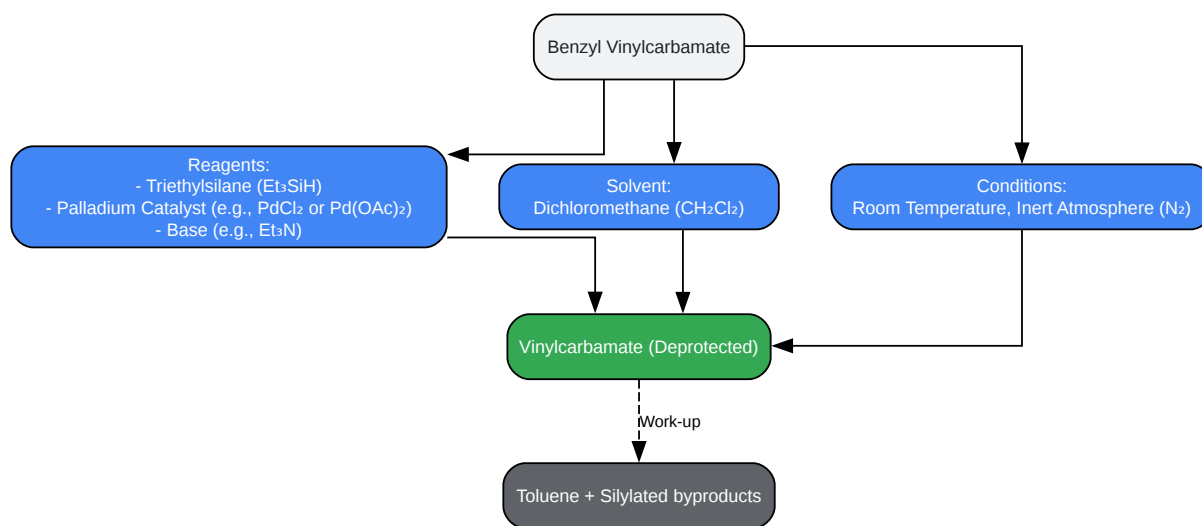 Benzyl Vinylcarbamate
Reagents:
- Triethylsilane (Et₃SiH)
- Palladium Catalyst (e.g., PdCl₂ or Pd(OAc)₂)
- Base (e.g., Et₃N)
Solvent:
Dichloromethane (CH₂Cl₂)
Conditions:
Room Temperature, Inert Atmosphere (N₂)
Vinylcarbamate (Deprotected)
Work-up
Toluene + Silylated byproducts